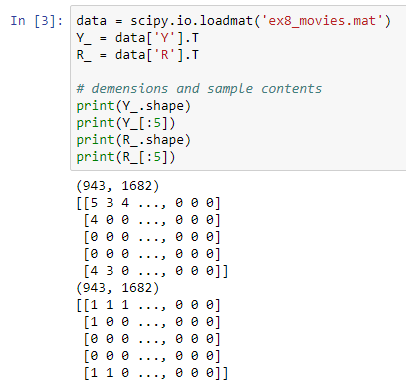 In [3]: data = scipy.io.loadmat('ex8_movies.mat')
Y_ = data['Y'].T
R_ = data['R'].T
# demensions and sample contents
print(Y_.shape)
print(Y_[:5])
print(R_.shape)
print(R_[:5])
(943, 1682)
[[5 3 4 ..., 0 0 0]
[4 0 0 ..., 0 0 0]
[0 0 0 ..., 0 0 0]
[0 0 0 ..., 0 0 0]
[4 3 0 ..., 0 0 0]]
(943, 1682)
[[1 1 1 ..., 0 0 0]
[1 0 0 ..., 0 0 0]
[0 0 0 ..., 0 0 0]
[0 0 0 ..., 0 0 0]
[1 1 0 ..., 0 0 0]]